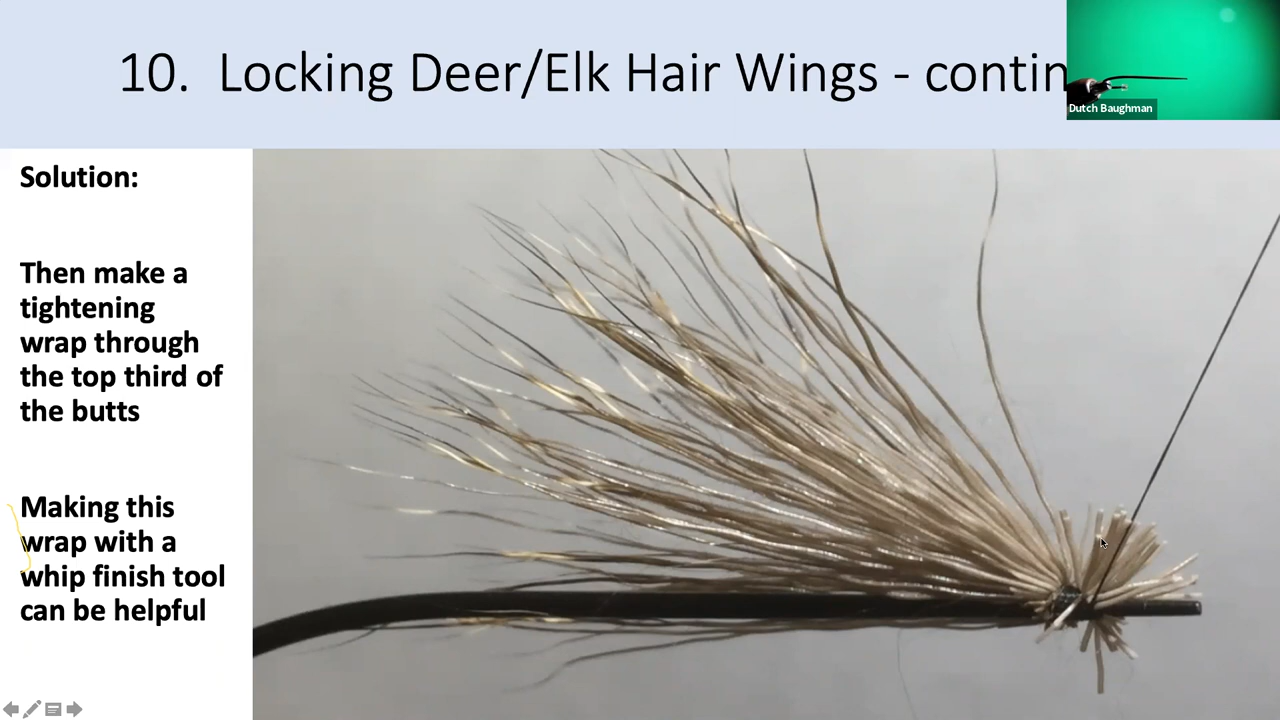 10. Locking Deer/Elk Hair Wings - contin
Dutch Baughman
Solution:
Then make a
tightening
wrap through
the top third of
the butts
Making this
wrap with a
whip finish tool
can be helpful